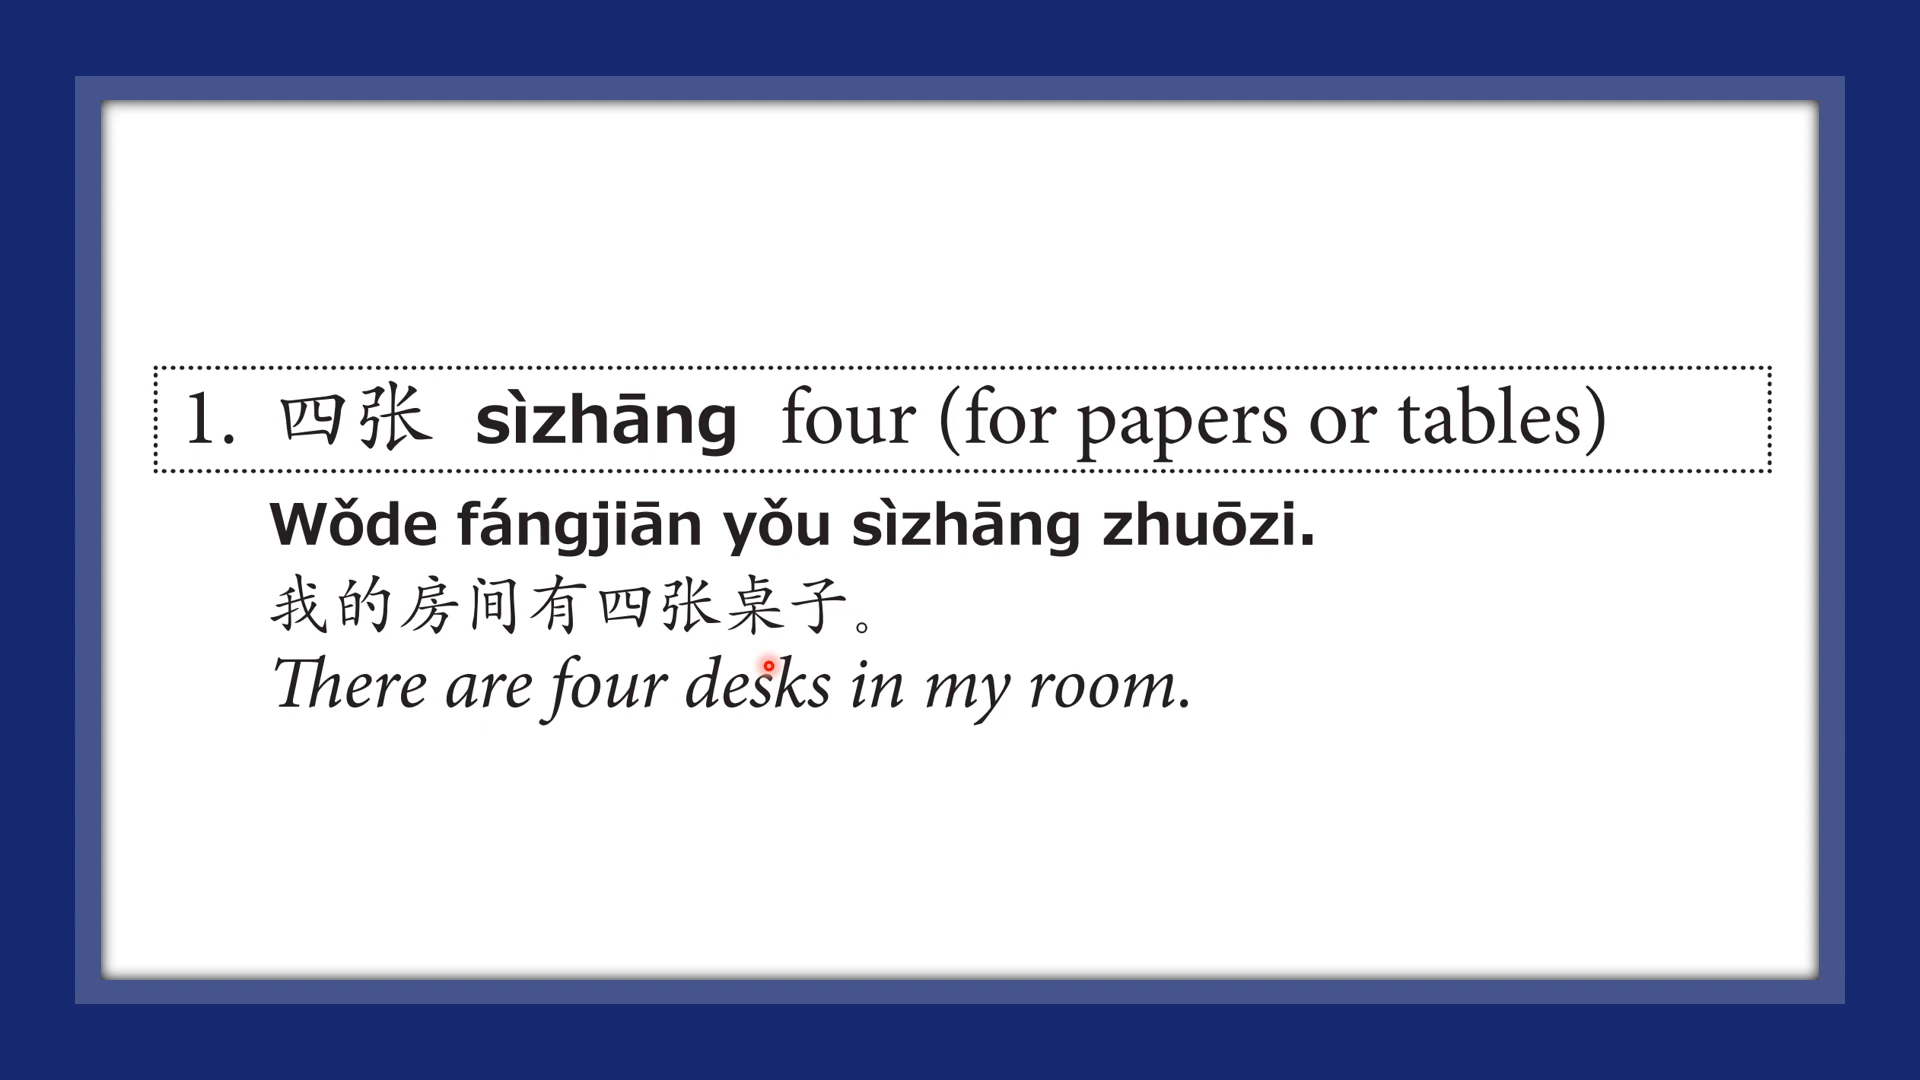 1. 四张 sìzhāng four (for papers or tables)
Wǒde fángjiān yǒu sìzhāng zhuōzi.
我的房间有四张桌子。
There are four desks in my room.